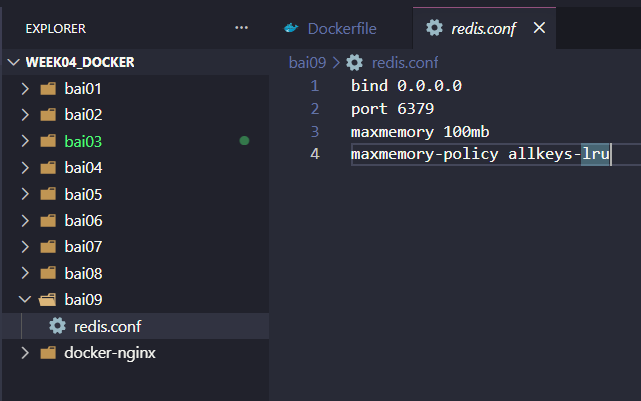 EXPLORER
WEEK04_DOCKER
bai01
bai02
bai03
bai04
bai05
bai06
bai07
bai08
bai09
redis.conf
docker-nginx
Dockerfile
redis.conf
bai09 > redis.conf
1 bind 0.0.0.0
2 port 6379
3 maxmemory 100mb
4 maxmemory-policy allkeys-lru